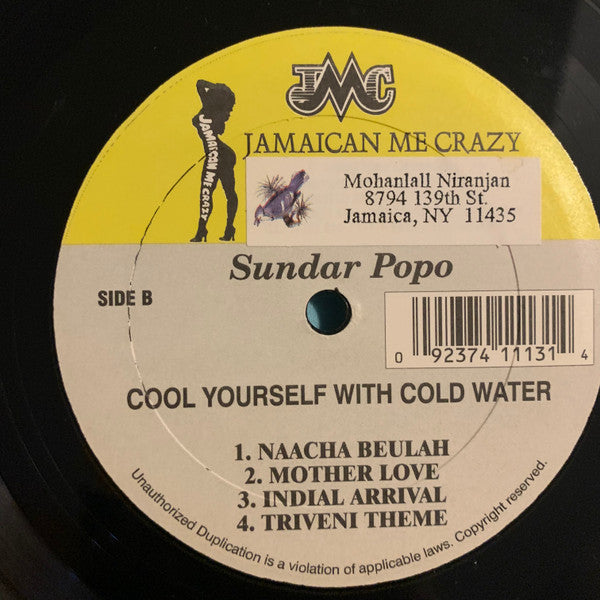 JMC
JAMAICAN ME CRAZY
JAMAICAN ME CRAZY
Mohanlall Niranjan
8794 139th St.
Jamaica, NY 11435
Sundar Popo
SIDE B
0 92374 11131 4
COOL YOURSELF WITH COLD WATER
1. NAACHA BEULAH
2. MOTHER LOVE
3. INDIAL ARRIVAL
4. TRIVENI THEME
Unauthorized Duplication is a violation of applicable laws. Copyright reserved.